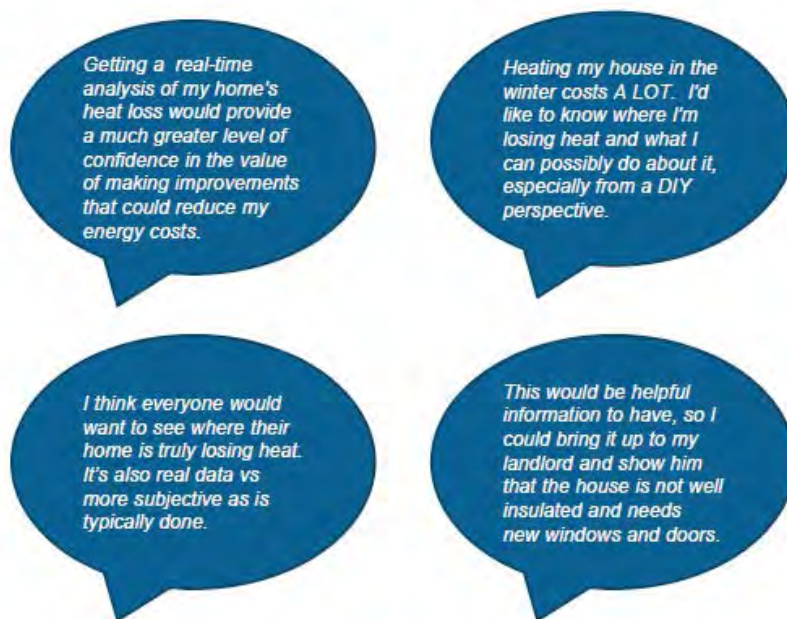 Getting a real-time
analysis of my home's
heat loss would provide
a much greater level of
confidence in the value
of making improvements
that could reduce my
energy costs.
Heating my house in the
winter costs A LOT. I'd
like to know where I'm
losing heat and what I
can possibly do about it,
especially from a DIY
perspective.
I think everyone would
want to see where their
home is truly losing heat.
It's also real data vs
more subjective as is
typically done.
This would be helpful
information to have, so I
could bring it up to my
landlord and show him
that the house is not well
insulated and needs
new windows and doors.